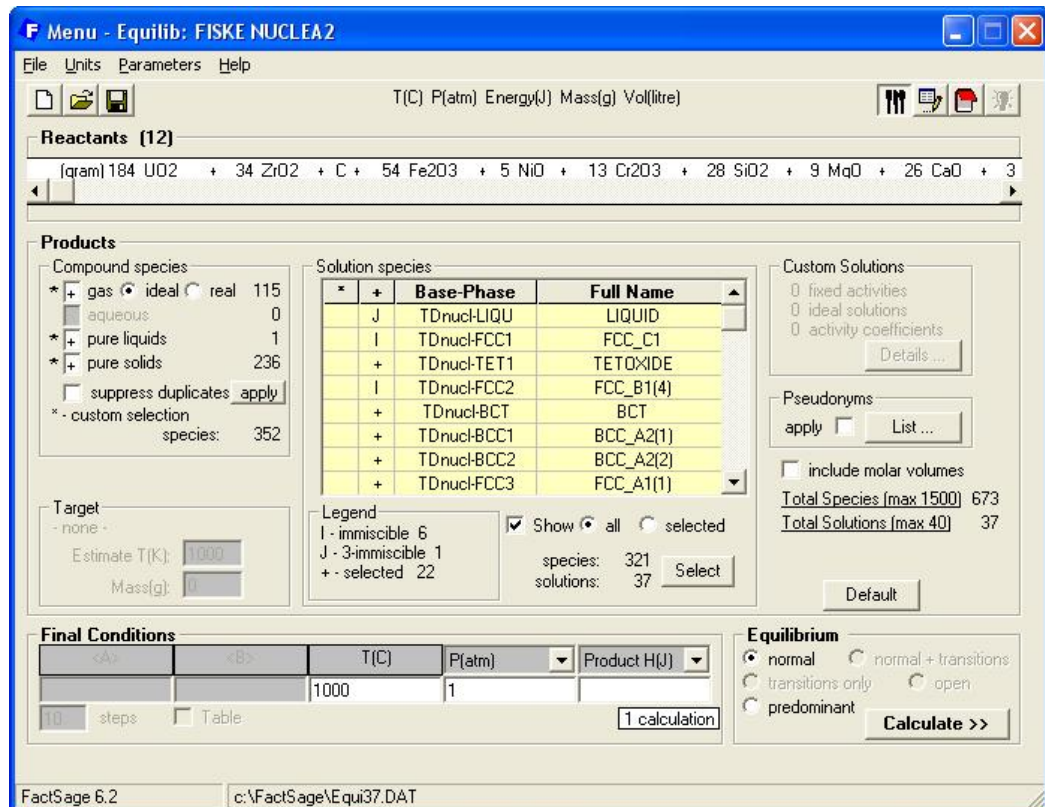 Menu - Equilib: FISKE NUCLEA2
File Units Parameters Help
T(C) P(atm) Energy(J) Mass(g) Vol(litre)
Reactants (12)
(gram) 184 UO2 + 34 ZrO2 + C + 54 Fe2O3 + 5 NiO + 13 Cr2O3 + 28 SiO2 + 9 MgO + 26 CaO + 3
Products
Compound species
* + gas ideal real 115
aqueous 0
* + pure liquids 1
* + pure solids 236
suppress duplicates apply
* - custom selection
species: 352
Target
- none -
Estimate T(K): 1000
Mass(g): 0
Solution species
* + Base-Phase Full Name
J TDnucl-LIQU LIQUID
I TDnucl-FCC1 FCC_C1
+ TDnucl-TET1 TETOXIDE
I TDnucl-FCC2 FCC_B1(4)
+ TDnucl-BCT BCT
+ TDnucl-BCC1 BCC_A2(1)
+ TDnucl-BCC2 BCC_A2(2)
+ TDnucl-FCC3 FCC_A1(1)
Legend
I - immiscible 6
J - 3-immiscible 1
+ - selected 22
Show all selected
species: 321
solutions: 37
Select
Custom Solutions
0 fixed activities
0 ideal solutions
0 activity coefficients
Details ...
Pseudonyms
apply List ...
include molar volumes
Total Species (max 1500) 673
Total Solutions (max 40) 37
Default
Final Conditions
<A> <B> T(C) P(atm) Product H(J)
1000 1
10 steps Table
1 calculation
Equilibrium
normal normal + transitions
transitions only open
predominant
Calculate >>
FactSage 6.2 c:\FactSage\Equi37.DAT